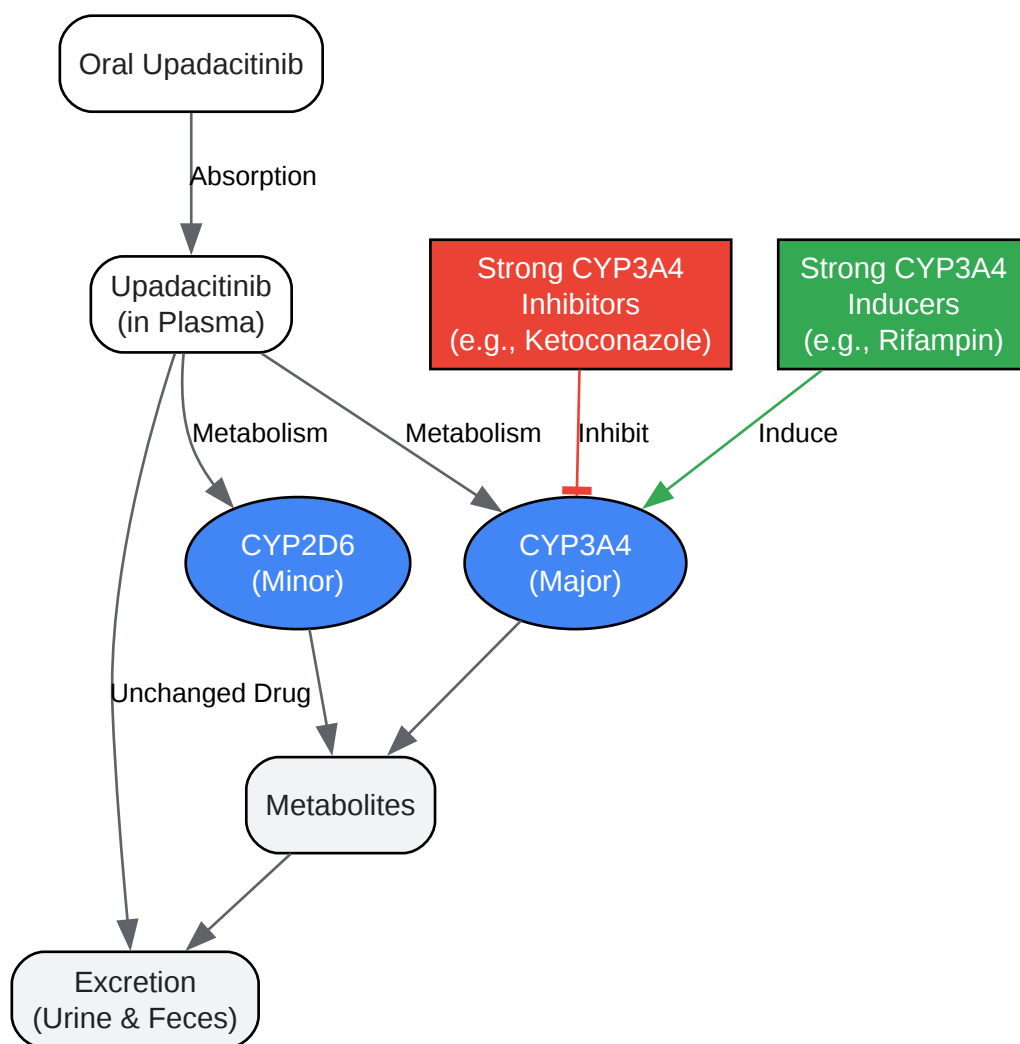 Oral Upadacitinib
Absorption
Upadacitinib
(in Plasma)
Strong CYP3A4
Inhibitors
(e.g., Ketoconazole)
Strong CYP3A4
Inducers
(e.g., Rifampin)
Metabolism
Metabolism
Inhibit
Induce
CYP2D6
(Minor)
CYP3A4
(Major)
Unchanged Drug
Metabolites
Excretion
(Urine & Feces)